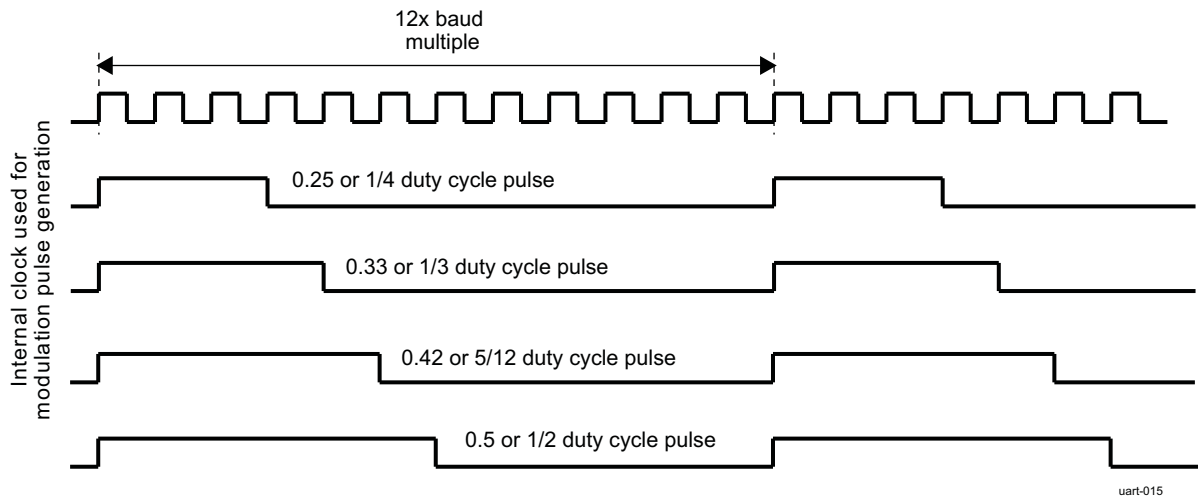 12x baud
multiple
Internal clock used for
modulation pulse generation
0.25 or 1/4 duty cycle pulse
0.33 or 1/3 duty cycle pulse
0.42 or 5/12 duty cycle pulse
0.5 or 1/2 duty cycle pulse
uart-015